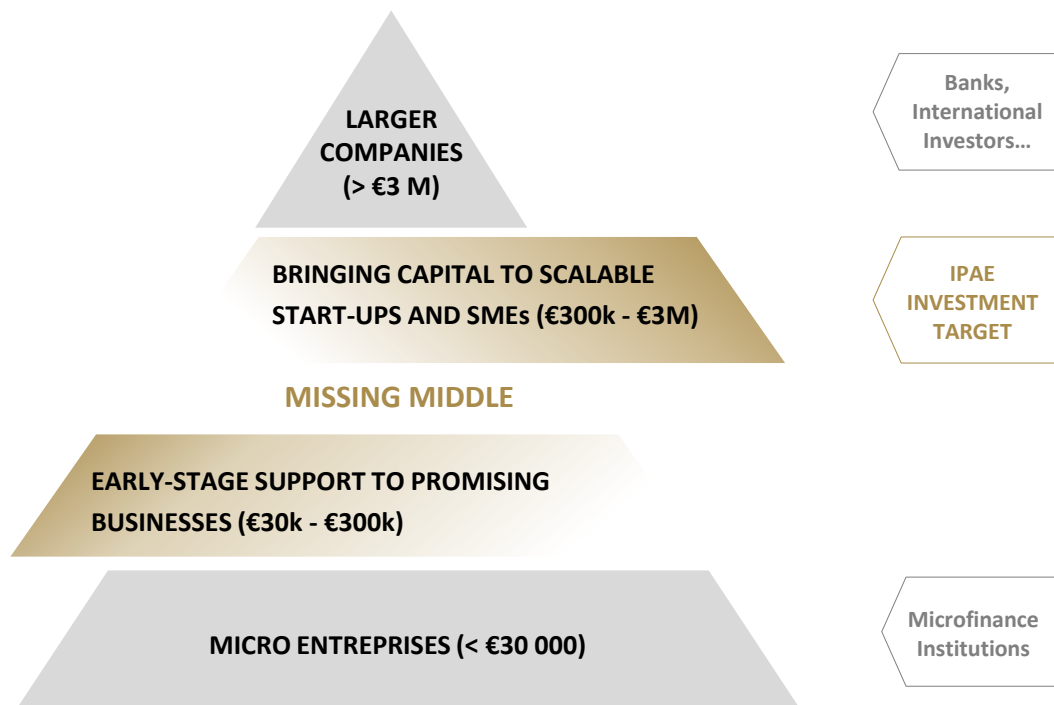 LARGER
COMPANIES
(> €3 M)
Banks,
International
Investors…
BRINGING CAPITAL TO SCALABLE
START-UPS AND SMEs (€300k - €3M)
IPAE
INVESTMENT
TARGET
MISSING MIDDLE
EARLY-STAGE SUPPORT TO PROMISING
BUSINESSES (€30k - €300k)
MICRO ENTREPRISES (< €30 000)
Microfinance
Institutions